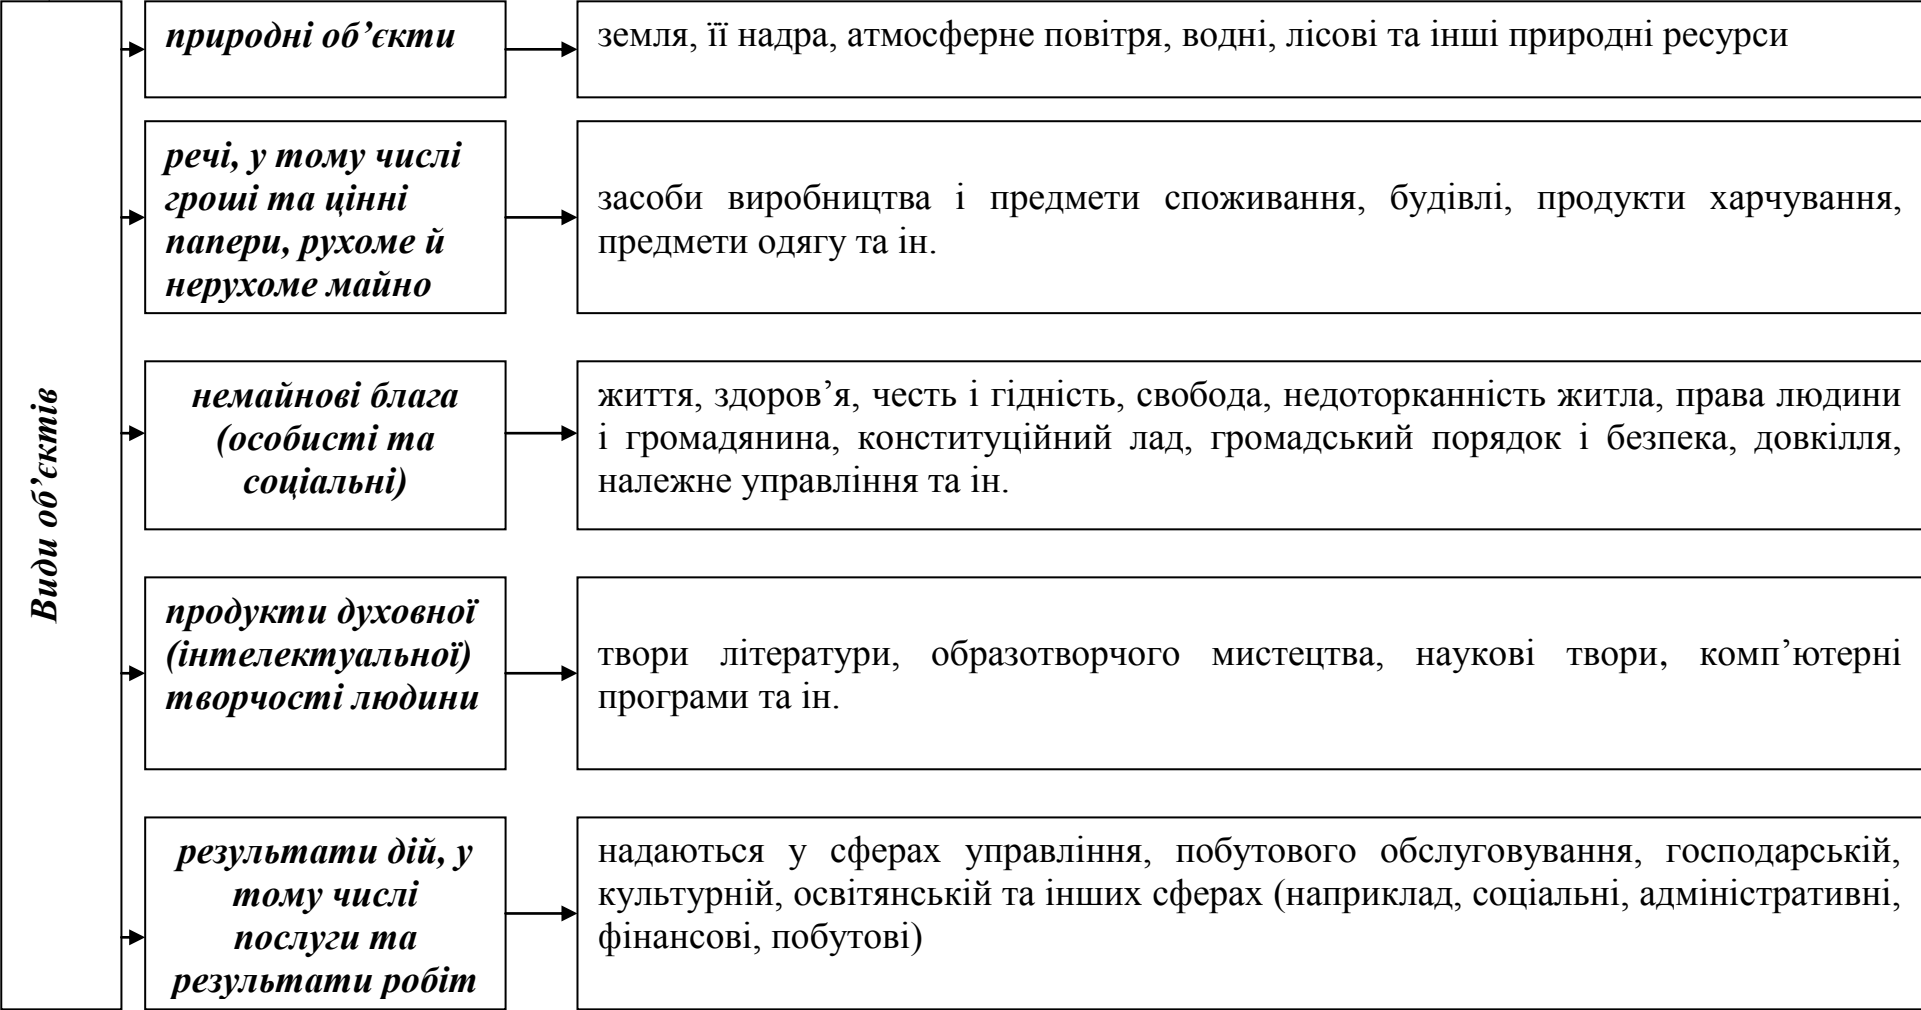 Види об’єктів
природні об’єкти
земля, її надра, атмосферне повітря, водні, лісові та інші природні ресурси
речі, у тому числі
гроші та цінні
папери, рухоме й
нерухоме майно
засоби виробництва і предмети споживання, будівлі, продукти харчування,
предмети одягу та ін.
немайнові блага
(особисті та
соціальні)
життя, здоров’я, честь і гідність, свобода, недоторканність житла, права людини
і громадянина, конституційний лад, громадський порядок і безпека, довкілля,
належне управління та ін.
продукти духовної
(інтелектуальної)
творчості людини
твори літератури, образотворчого мистецтва, наукові твори, комп’ютерні
програми та ін.
результати дій, у
тому числі
послуги та
результати робіт
надаються у сферах управління, побутового обслуговування, господарській,
культурній, освітянській та інших сферах (наприклад, соціальні, адміністративні,
фінансові, побутові)